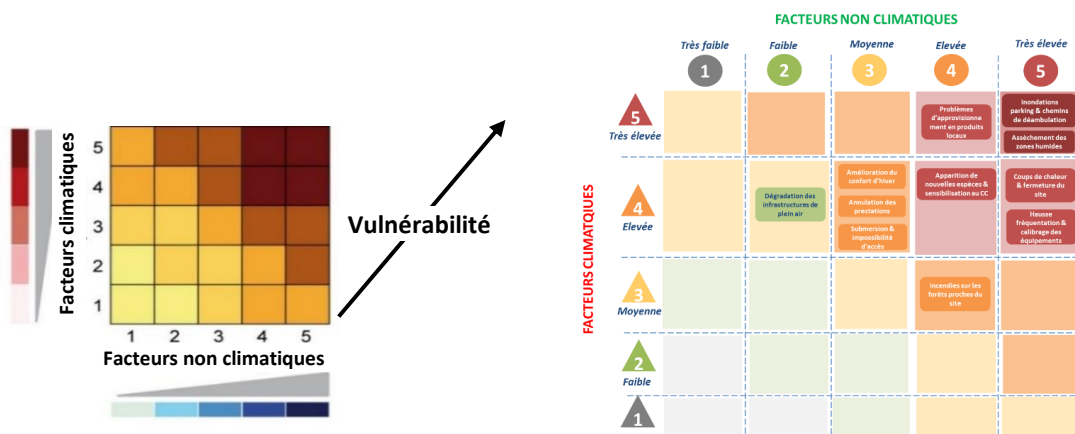 5
4
3
2
1
Facteurs climatiques
1 2 3 4 5
Facteurs non climatiques
Vulnérabilité
FACTEURS NON CLIMATIQUES
Très faible
Faible
Moyenne
Elevée
Très élevée
1
2
3
4
5
FACTEURS CLIMATQIUES
5
Très élevée
Problèmes
d'approvisionne
ment en produits
locaux
Inondations
parking & chemins
de déambulation
Assèchement des
zones humides
4
Elevée
Dégradation des
infrastructures de
plein air
Amélioration du
confort d'hiver
Annulation des
prestations
Submersion &
impossibilité
d'accès
Apparition de
nouvelles espèces &
sensibilisation au CC
Coups de chaleur
& fermeture du
site
Hausse
fréquentation &
calibrage des
équipements
3
Moyenne
Incendies sur les
forêts proches du
site
2
Faible
1